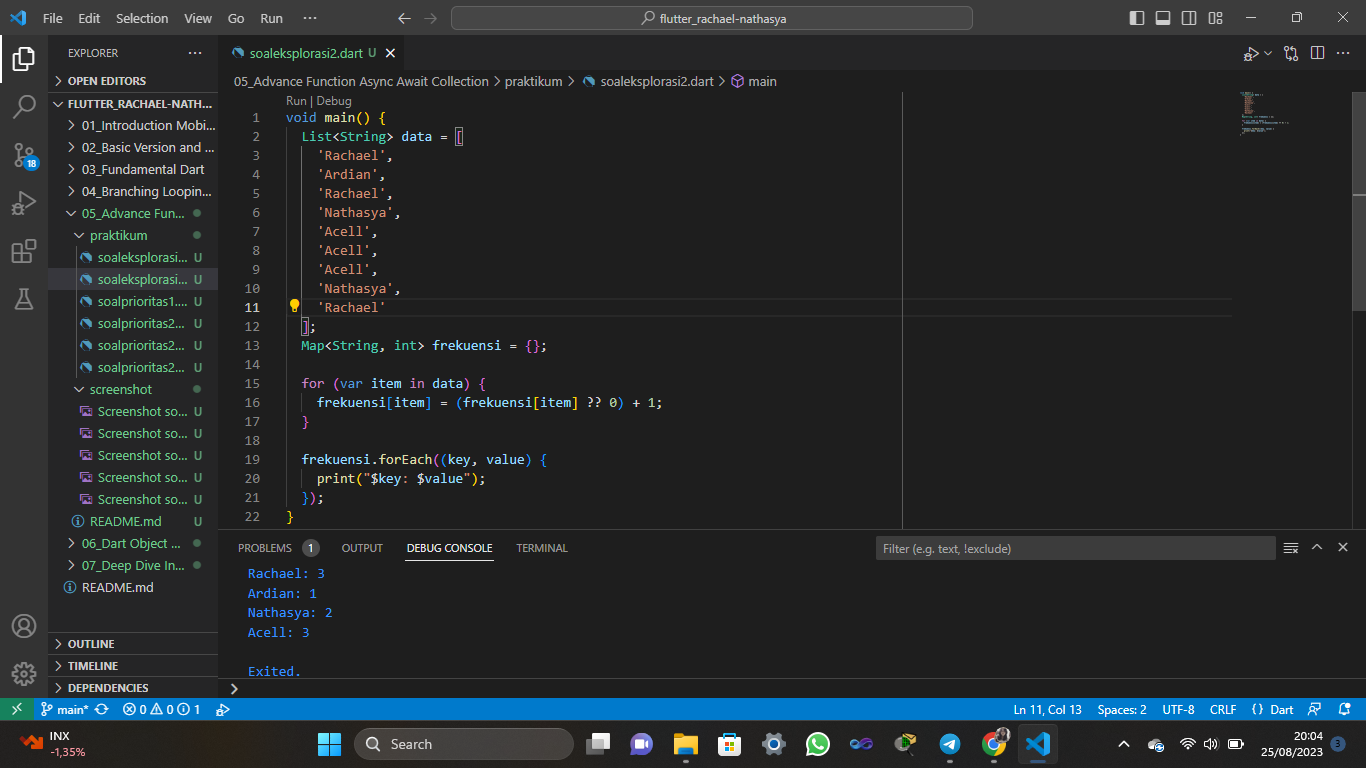 File Edit Selection View Go Run ··· flutter_rachael-nathasya
EXPLORER ···
OPEN EDITORS
FLUTTER_RACHAEL-NATH...
01_Introduction Mobi...
02_Basic Version and ...
03_Fundamental Dart
04_Branching Loopin...
05_Advance Fun...
praktikum
soaleksplorasi... U
soaleksplorasi... U
soalprioritas1.... U
soalprioritas2... U
soalprioritas2... U
soalprioritas2... U
screenshot
Screenshot so... U
Screenshot so... U
Screenshot so... U
Screenshot so... U
Screenshot so... U
README.md U
06_Dart Object ...
07_Deep Dive In...
README.md
OUTLINE
TIMELINE
DEPENDENCIES
18
soaleksplorasi2.dart U
05_Advance Function Async Await Collection > praktikum > soaleksplorasi2.dart > main
Run | Debug
1 void main() {
2 List<String> data = [
3 'Rachael',
4 'Ardian',
5 'Rachael',
6 'Nathasya',
7 'Acell',
8 'Acell',
9 'Acell',
10 'Nathasya',
11 'Rachael'
12 ];
13 Map<String, int> frekuensi = {};
14
15 for (var item in data) {
16 frekuensi[item] = (frekuensi[item] ?? 0) + 1;
17 }
18
19 frekuensi.forEach((key, value) {
20 print("$key: $value");
21 });
22 }
PROBLEMS 1 OUTPUT DEBUG CONSOLE TERMINAL Filter (e.g. text, !exclude)
Rachael: 3
Ardian: 1
Nathasya: 2
Acell: 3
Exited.
main* 0 0 1 Ln 11, Col 13 Spaces: 2 UTF-8 CRLF {} Dart
INX
-1,35%
Search
20:04
25/08/2023
3